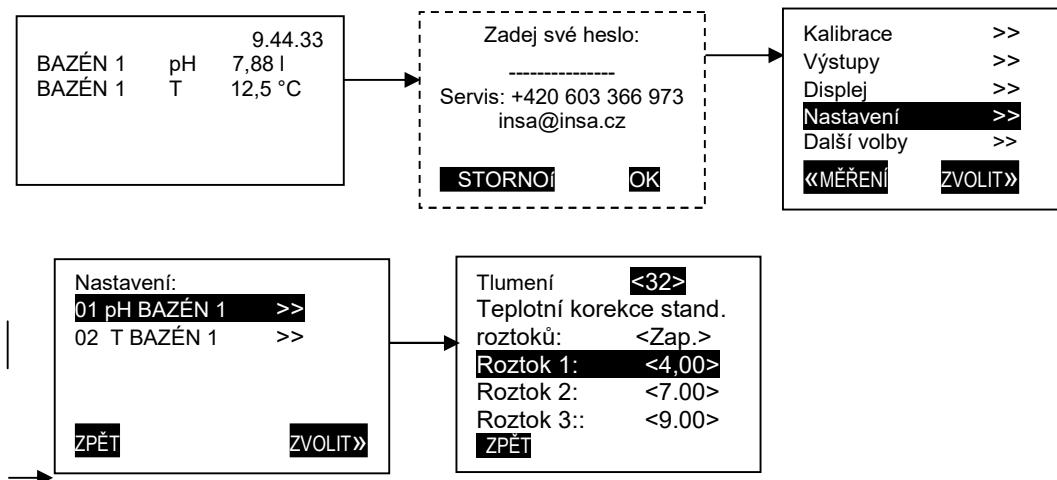 9.44.33
BAZÉN 1 pH 7,88 l
BAZÉN 1 T 12,5 °C
Zadej své heslo:
----------------
Servis: +420 603 366 973
insa@insa.cz
STORNOí OK
Kalibrace >>
Výstupy >>
Displej >>
Nastavení >>
Další volby >>
«MĚŘENÍ ZVOLIT»
Nastavení:
01 pH BAZÉN 1 >>
02 T BAZÉN 1 >>
ZPĚT ZVOLIT»
Tlumení <32>
Teplotní korekce stand.
roztoků: <Zap.>
Roztok 1: <4,00>
Roztok 2: <7.00>
Roztok 3:: <9.00>
ZPĚT